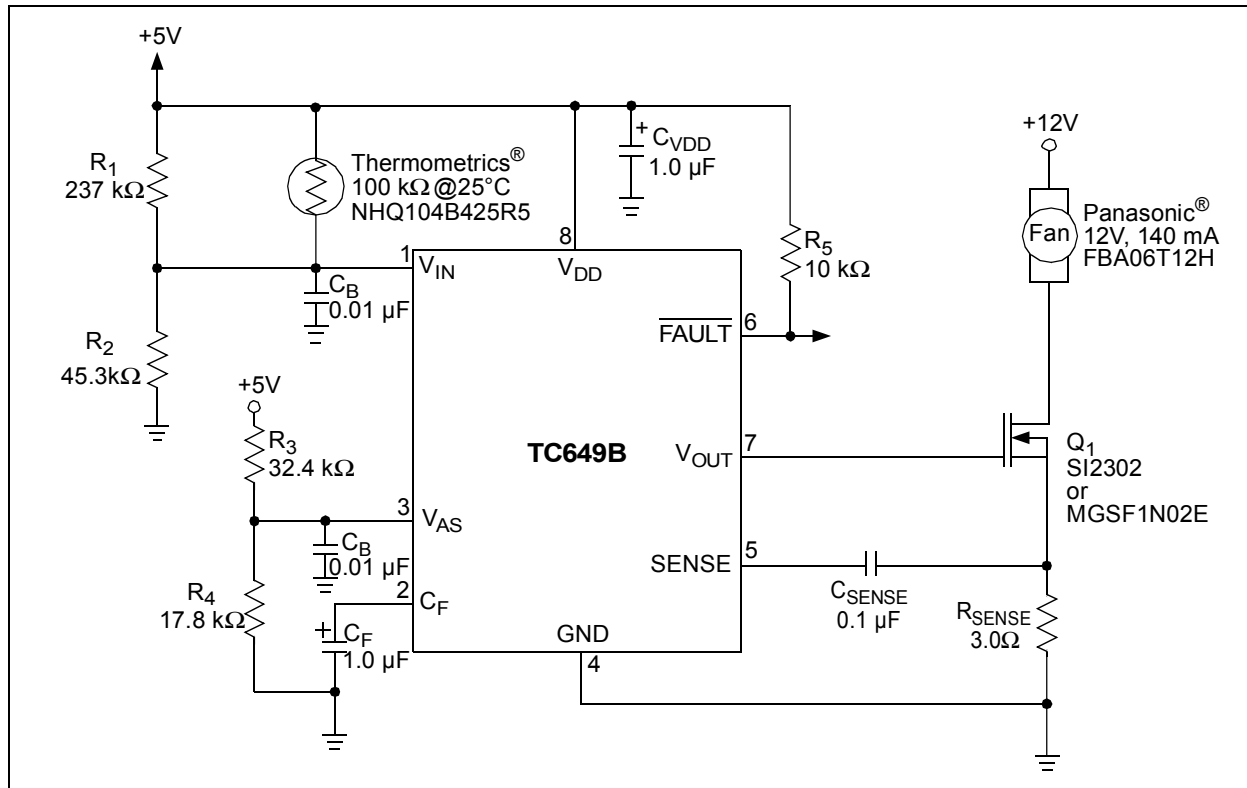 +5V
R1
237 kΩ
Thermometrics®
100 kΩ @25°C
NHQ104B425R5
+
CVDD
1.0 µF
+12V
Fan
Panasonic®
12V, 140 mA
FBA06T12H
R5
10 kΩ
1
VIN
8
VDD
CB
0.01 µF
FAULT
6
R2
45.3kΩ
+5V
R3
32.4 kΩ
TC649B
VOUT
7
Q1
SI2302
or
MGSF1N02E
3
VAS
CB
0.01 µF
SENSE
5
CSENSE
0.1 µF
RSENSE
3.0Ω
R4
17.8 kΩ
2
CF
+
CF
1.0 µF
GND
4